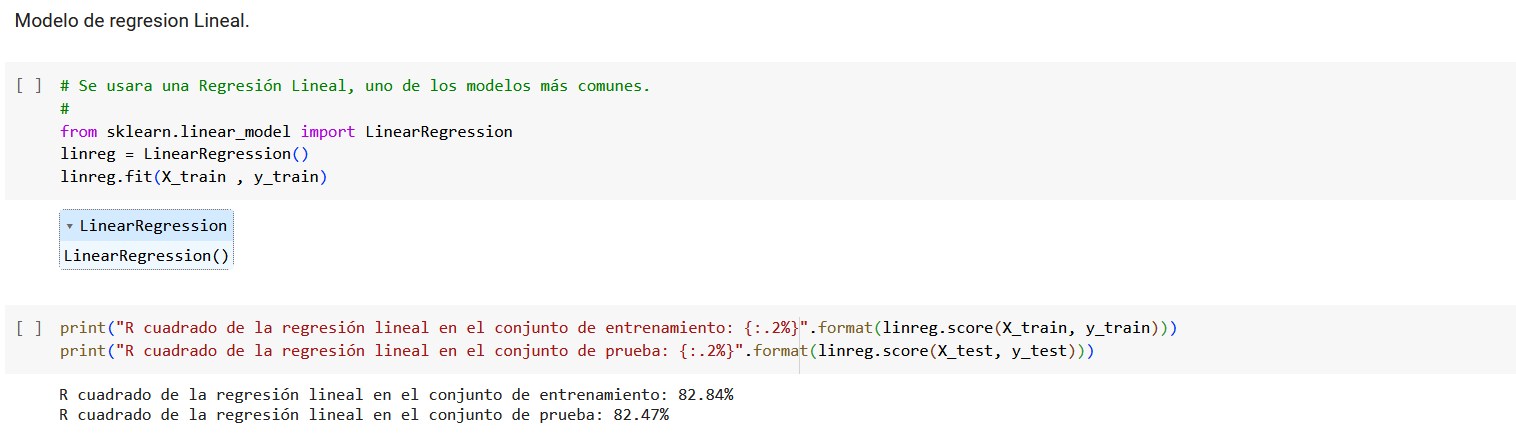 Modelo de regresion Lineal.
[ ] # Se usara una Regresión Lineal, uno de los modelos más comunes.
#
from sklearn.linear_model import LinearRegression
linreg = LinearRegression()
linreg.fit(X_train , y_train)
▾ LinearRegression
LinearRegression()
[ ] print("R cuadrado de la regresión lineal en el conjunto de entrenamiento: {:.2%}".format(linreg.score(X_train, y_train)))
print("R cuadrado de la regresión lineal en el conjunto de prueba: {:.2%}".format(linreg.score(X_test, y_test)))
R cuadrado de la regresión lineal en el conjunto de entrenamiento: 82.84%
R cuadrado de la regresión lineal en el conjunto de prueba: 82.47%